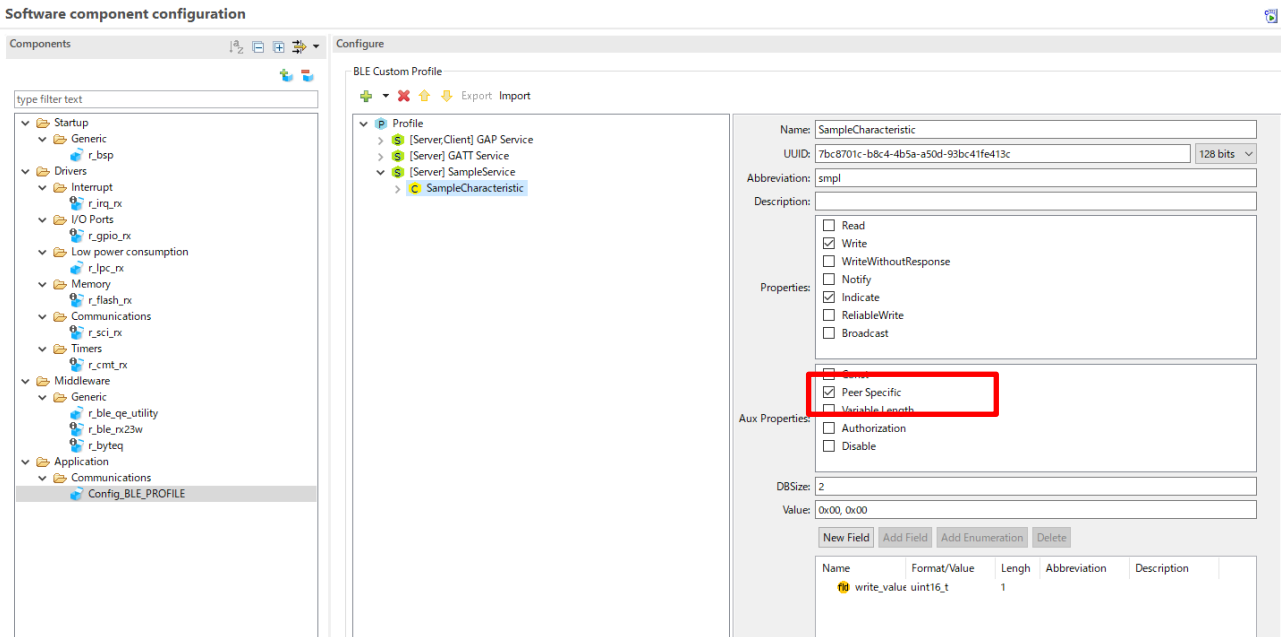 Software component configuration
Components
Configure
type filter text
Startup
Generic
r_bsp
Drivers
Interrupt
r_irq_rx
I/O Ports
r_gpio_rx
Low power consumption
r_lpc_rx
Memory
r_flash_rx
Communications
r_sci_rx
Timers
r_cmt_rx
Middleware
Generic
r_ble_qe_utility
r_ble_rx23w
r_byteq
Application
Communications
Config_BLE_PROFILE
BLE Custom Profile
Export Import
Profile
[Server,Client] GAP Service
[Server] GATT Service
[Server] SampleService
SampleCharacteristic
Name: SampleCharacteristic
UUID: 7bc8701c-b8c4-4b5a-a50d-93bc41fe413c 128 bits
Abbreviation: smpl
Description:
Properties:
Read
Write
WriteWithoutResponse
Notify
Indicate
ReliableWrite
Broadcast
Aux Properties:
Const
Peer Specific
Variable Length
Authorization
Disable
DBSize: 2
Value: 0x00, 0x00
New Field Add Field Add Enumeration Delete
Name Format/Value Lengh Abbreviation Description
fld write_value uint16_t 1